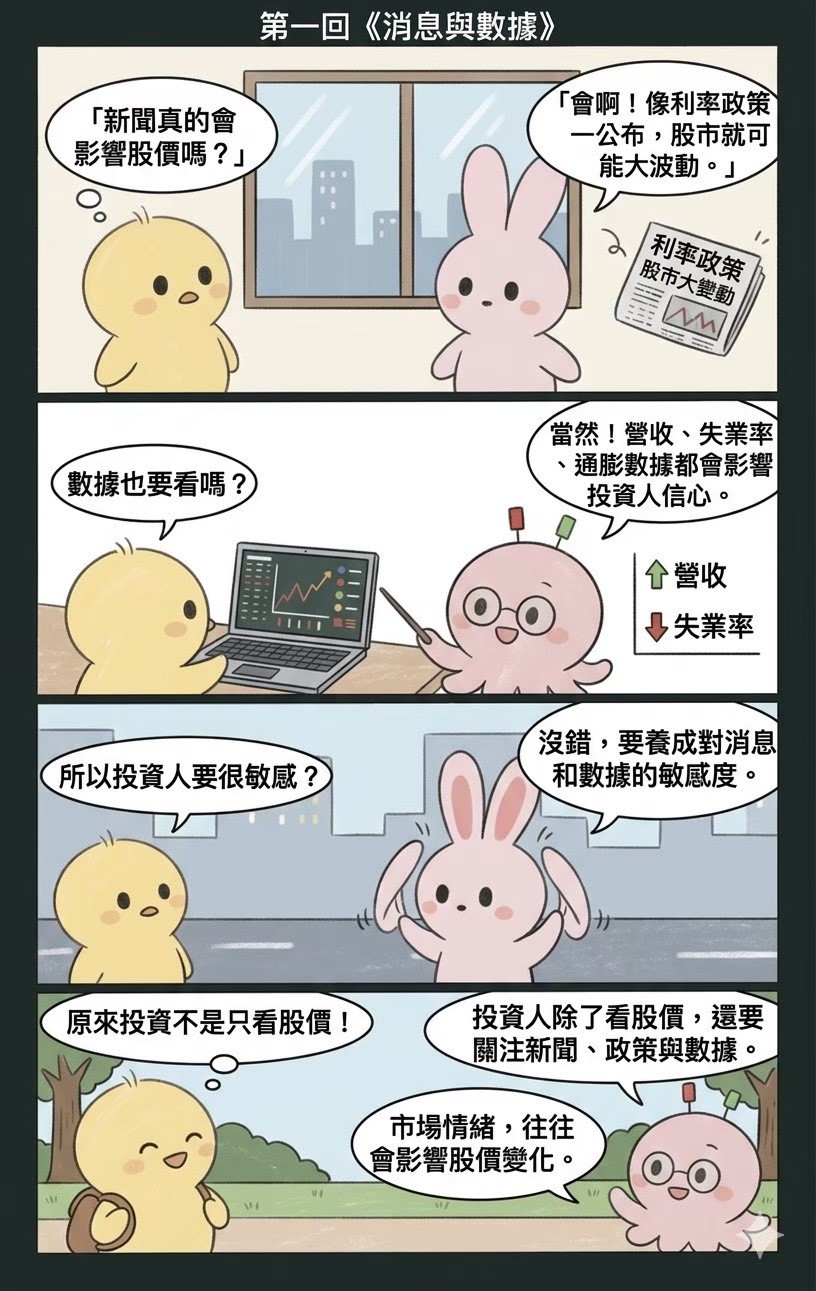 第一回《消息與數據》
「新聞真的會
影響股價嗎？」
「會啊！像利率政策
一公布，股市就可
能大波動。」
利率政策
股市大變動
數據也要看嗎？
當然！營收、失業率
、通膨數據都會影響
投資人信心。
營收
失業率
所以投資人要很敏感？
沒錯，要養成對消息
和數據的敏感度。
原來投資不是只看股價！
投資人除了看股價，還要
關注新聞、政策與數據。
市場情緒，往往
會影響股價變化。